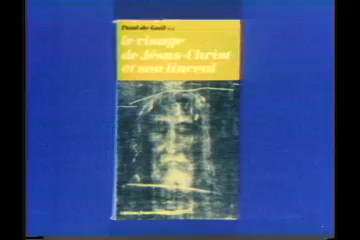 Paul de Gail
le visage
de Jésus-Christ
et son linceul